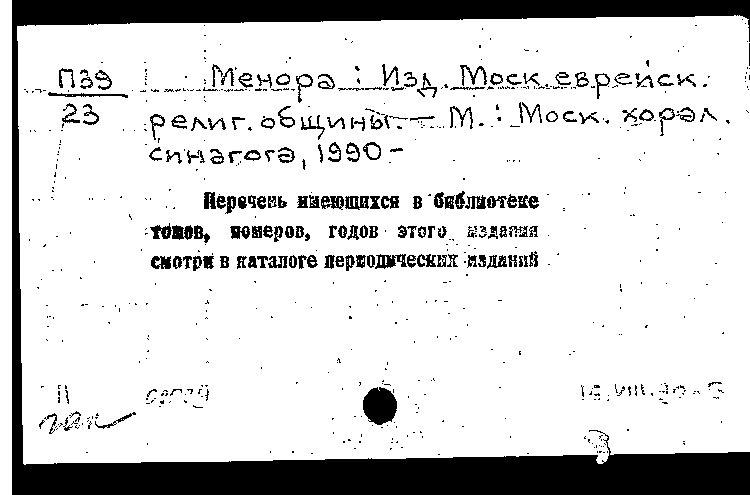 П39
23
Менора : Изд. Моск. еврейск.
религ. общины. — М. : Моск. хорал.
синагога, 1990 -
Перечень имеющихся в библиотеке
томов, номеров, годов этого издания
смотри в каталоге периодических изданий